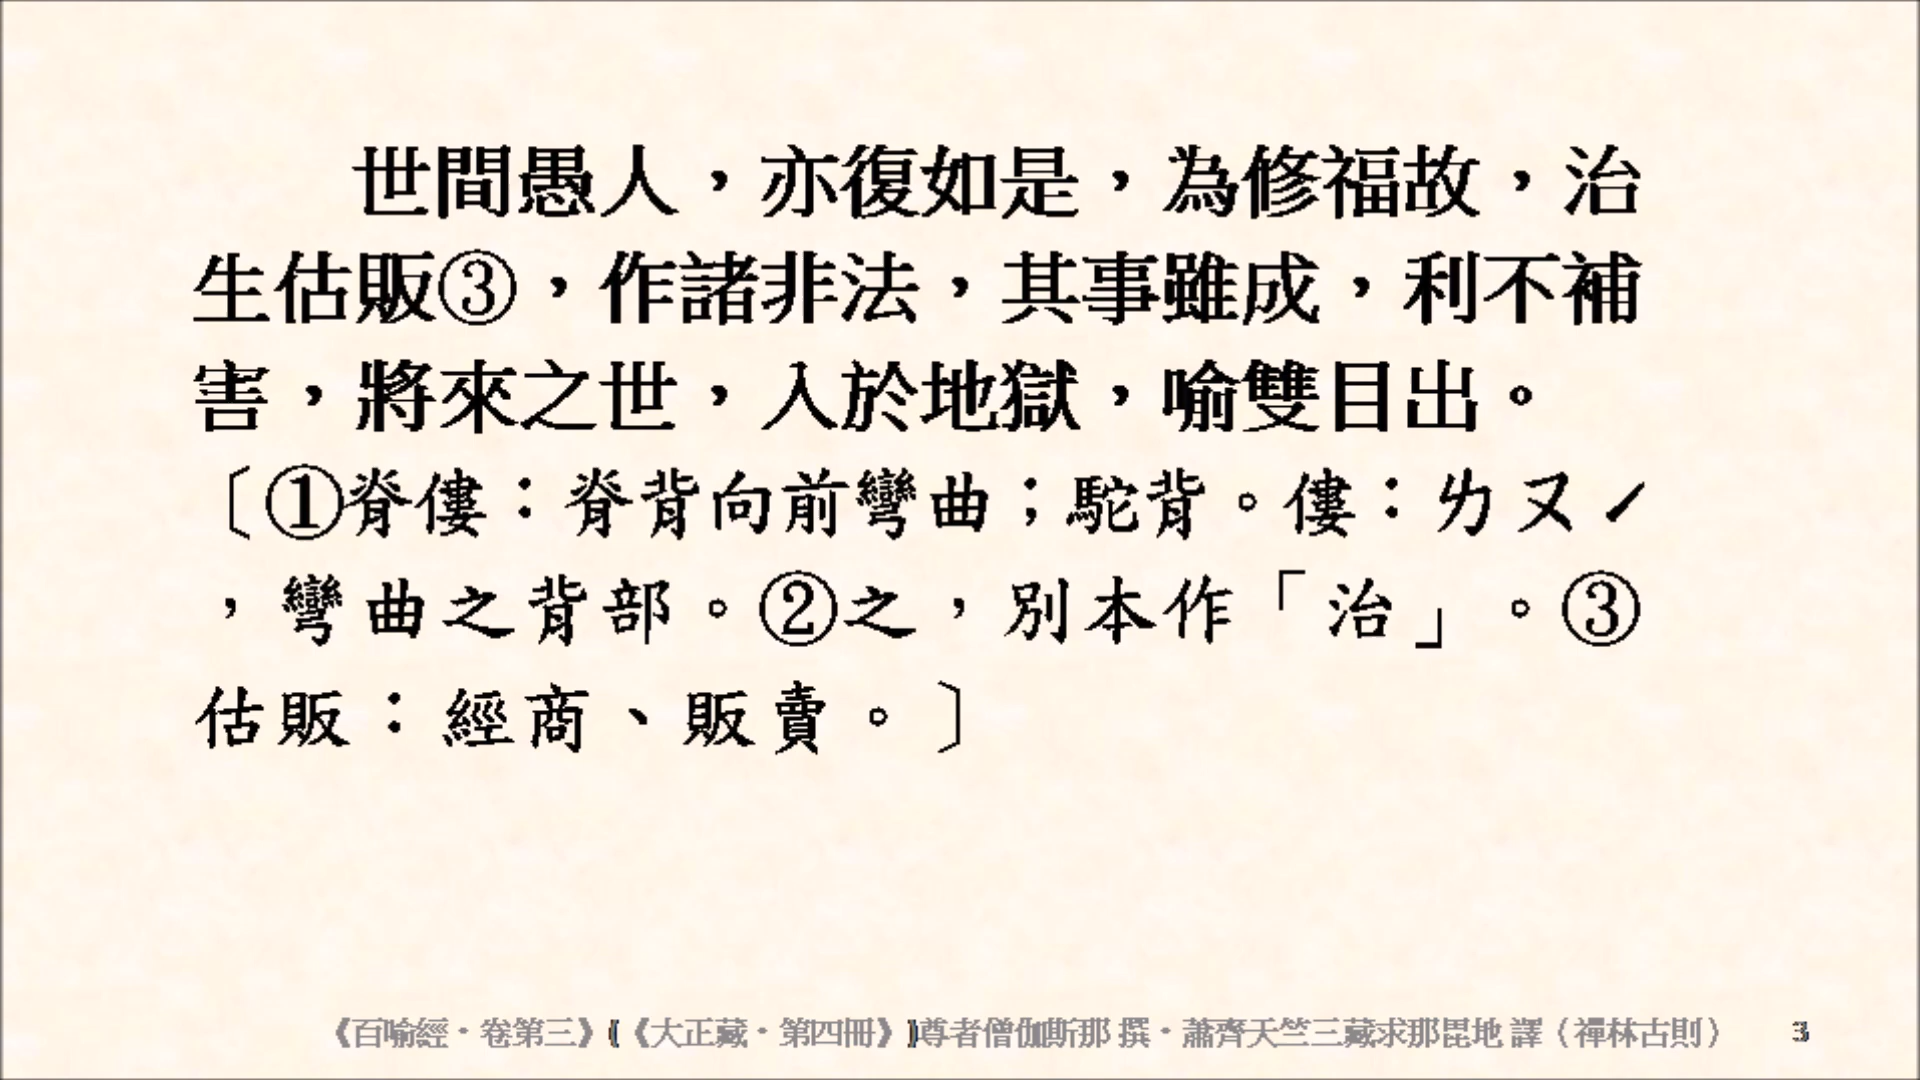 世間愚人，亦復如是，為修福故，治
生估販③，作諸非法，其事雖成，利不補
害，將來之世，入於地獄，喻雙目出。
〔①脊僂：脊背向前彎曲；駝背。僂：ㄌㄡˊ
，彎曲之背部。②之，別本作「治」。③
估販：經商、販賣。〕
《百喻經‧卷第三》(《大正藏‧第四冊》)尊者僧伽斯那 撰‧蕭齊天竺三藏求那毘地 譯（禪林古則） 3